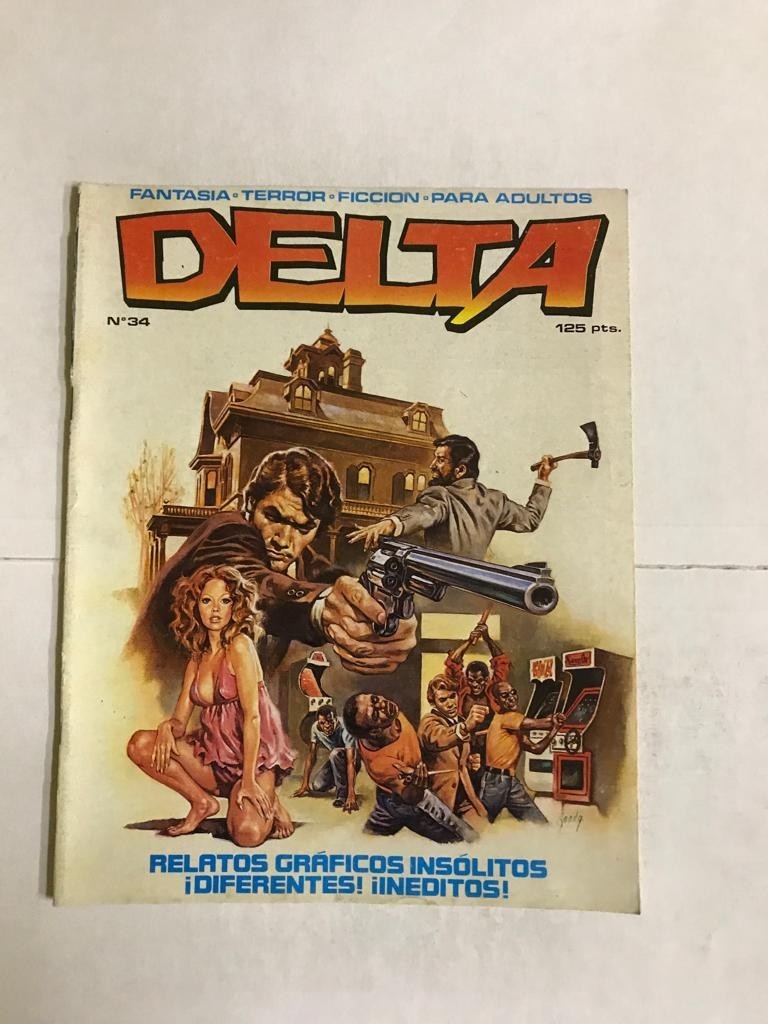 FANTASIA • TERROR • FICCION • PARA ADULTOS
DELTA
Nº34
125 pts.
RELATOS GRÁFICOS INSÓLITOS
¡DIFERENTES! ¡INEDITOS!